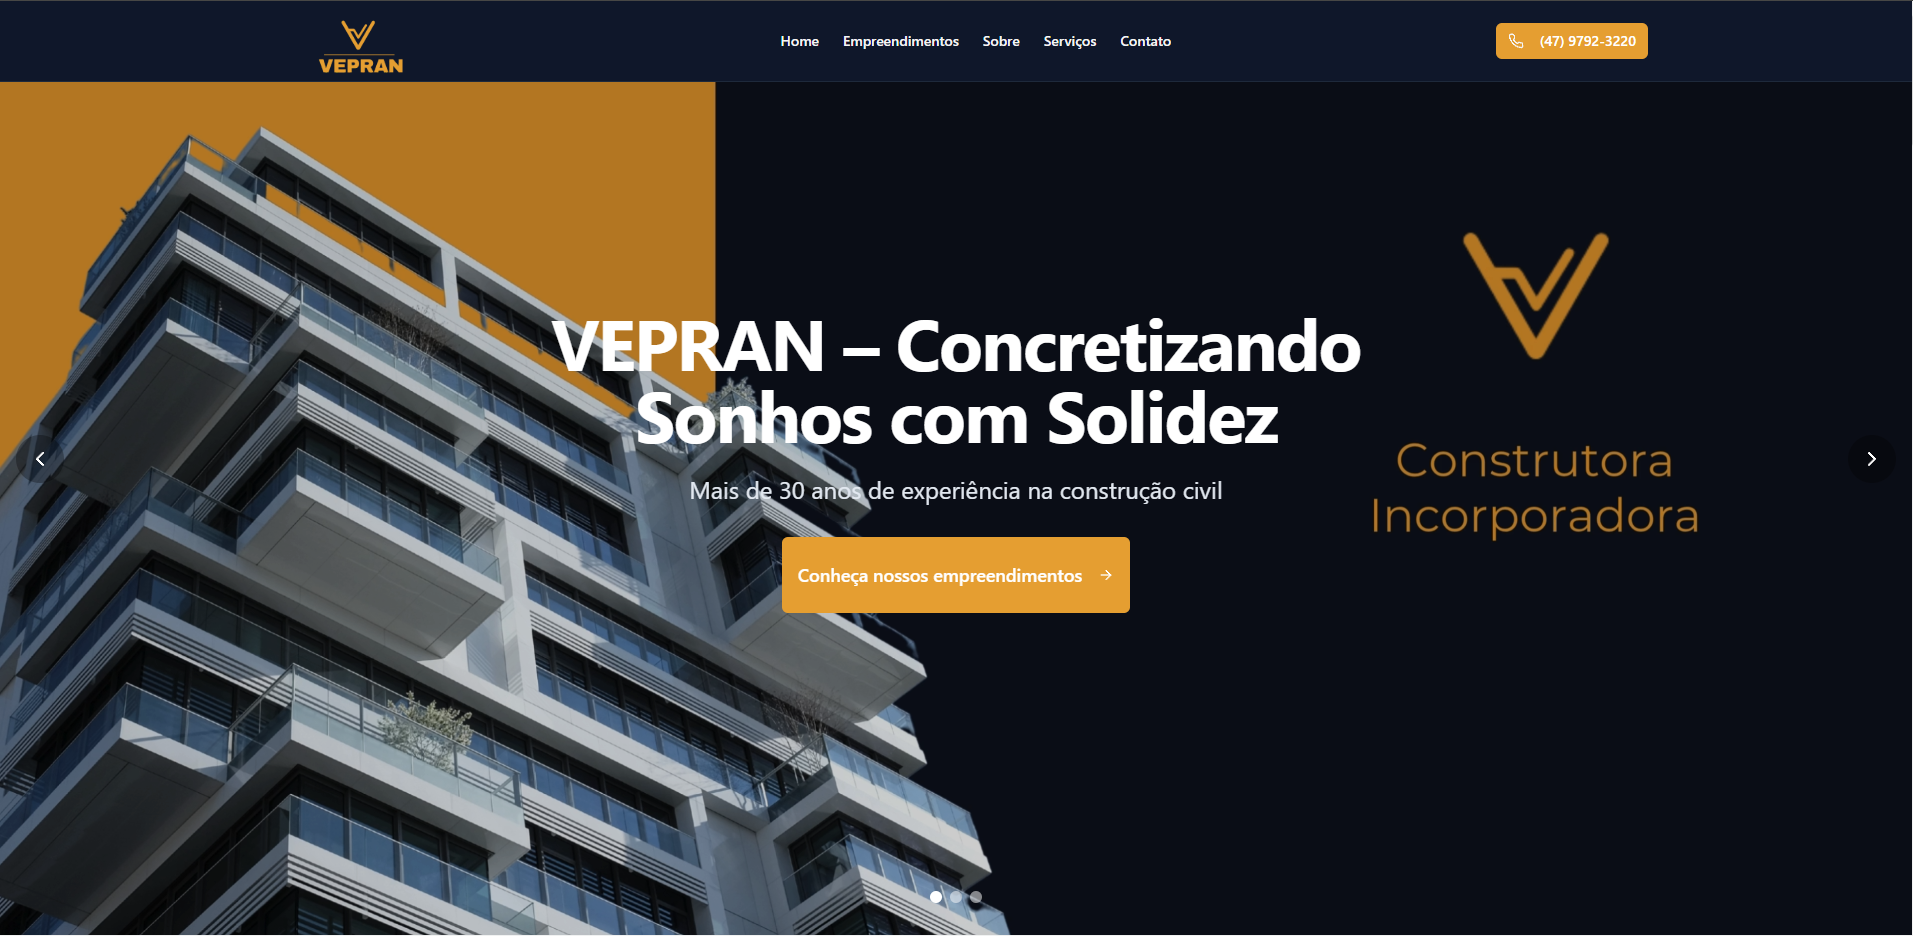 VEPRAN
Home Empreendimentos Sobre Serviços Contato
(47) 9792-3220
VEPRAN – Concretizando
Sonhos com Solidez
Mais de 30 anos de experiência na construção civil
Conheça nossos empreendimentos
Construtora
Incorporadora